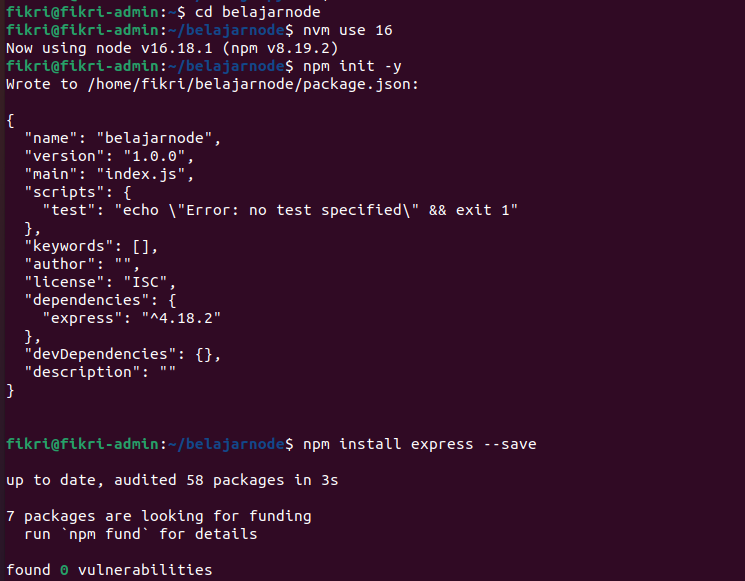 fikri@fikri-admin:~$ cd belajarnode
fikri@fikri-admin:~/belajarnode$ nvm use 16
Now using node v16.18.1 (npm v8.19.2)
fikri@fikri-admin:~/belajarnode$ npm init -y
Wrote to /home/fikri/belajarnode/package.json:

{
  "name": "belajarnode",
  "version": "1.0.0",
  "main": "index.js",
  "scripts": {
    "test": "echo \"Error: no test specified\" && exit 1"
  },
  "keywords": [],
  "author": "",
  "license": "ISC",
  "dependencies": {
    "express": "^4.18.2"
  },
  "devDependencies": {},
  "description": ""
}

fikri@fikri-admin:~/belajarnode$ npm install express --save

up to date, audited 58 packages in 3s

7 packages are looking for funding
  run `npm fund` for details

found 0 vulnerabilities